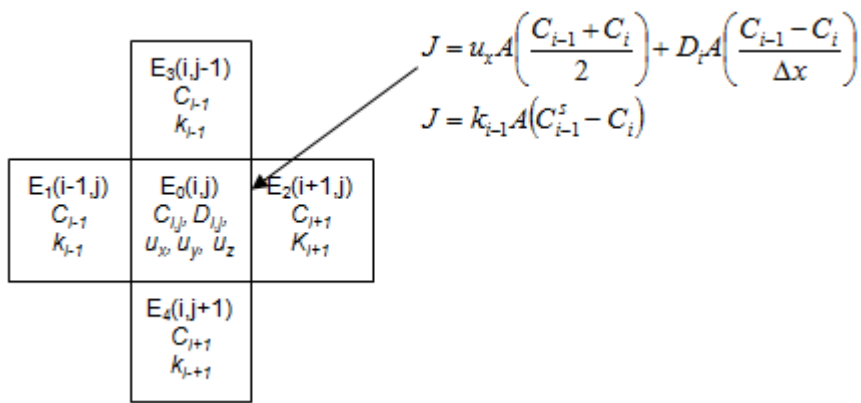 J = u_x A ( (C_{i-1} + C_i) / 2 ) + D_i A ( (C_{i-1} - C_i) / Δx )
J = k_{i-1} A ( C^s_{i-1} - C_i )
E_3(i,j-1)
C_{i-1}
k_{i-1}
E_1(i-1,j)
C_{i-1}
k_{i-1}
E_0(i,j)
C_{i,j}, D_{i,j},
u_x, u_y, u_z
E_2(i+1,j)
C_{i+1}
K_{i+1}
E_4(i,j+1)
C_{i+1}
k_{i-+1}